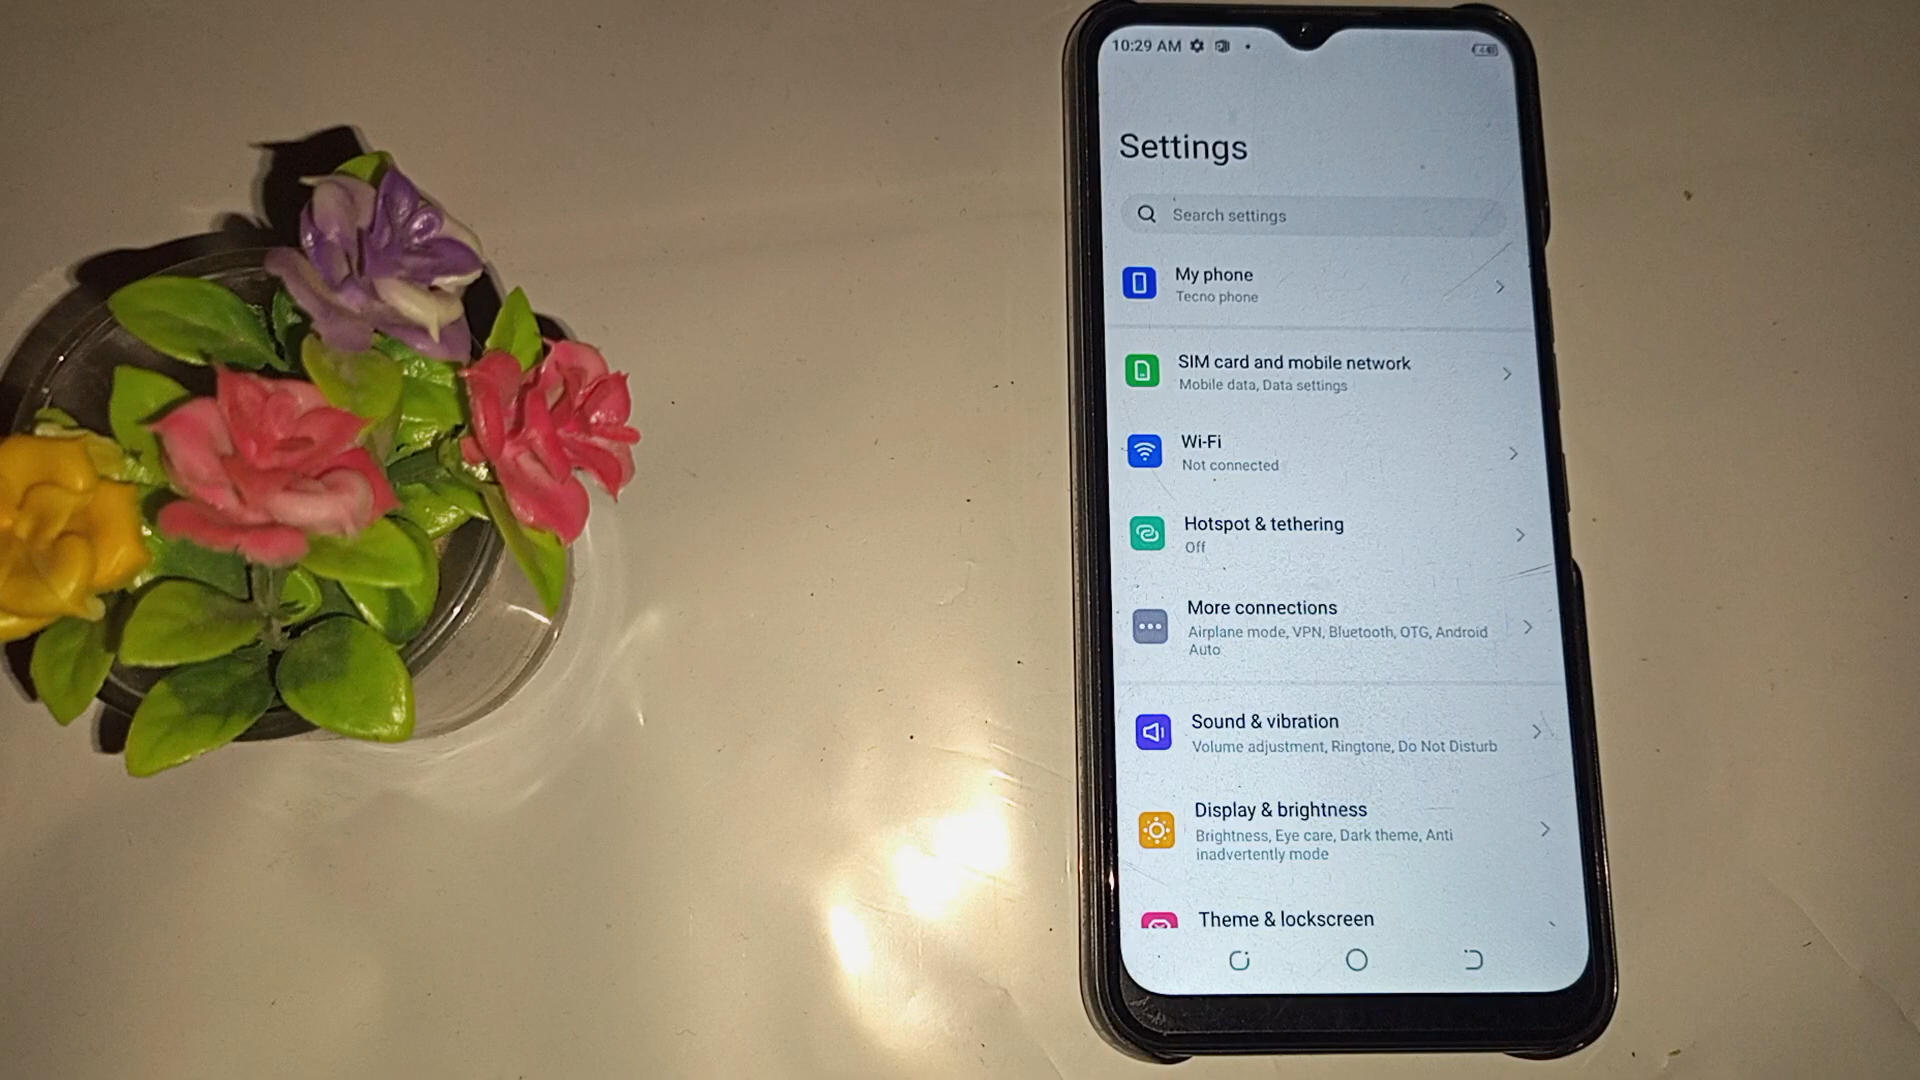 10:29 AM
Settings
Search settings
My phone
Tecno phone
SIM card and mobile network
Mobile data, Data settings
Wi-Fi
Not connected
Hotspot & tethering
Off
More connections
Airplane mode, VPN, Bluetooth, OTG, Android
Auto
Sound & vibration
Volume adjustment, Ringtone, Do Not Disturb
Display & brightness
Brightness, Eye care, Dark theme, Anti
inadvertently mode
Theme & lockscreen